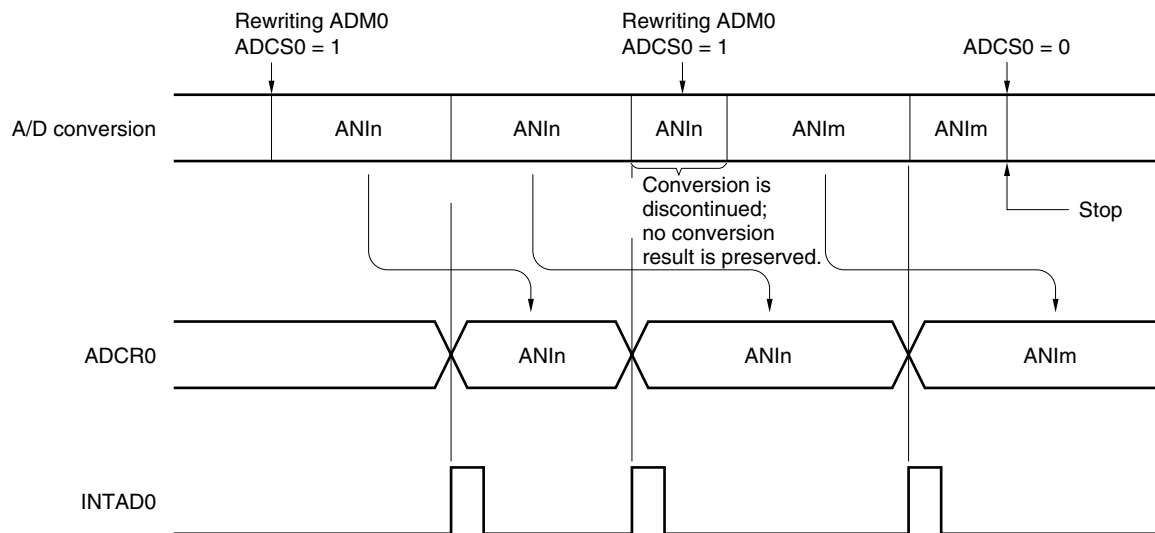 Rewriting ADM0
ADCS0 = 1
Rewriting ADM0
ADCS0 = 1
ADCS0 = 0
A/D conversion
ANIn
ANIn
ANIn
ANIm
ANIm
Conversion is
discontinued;
no conversion
result is preserved.
Stop
ADCR0
ANIn
ANIn
ANIm
INTAD0